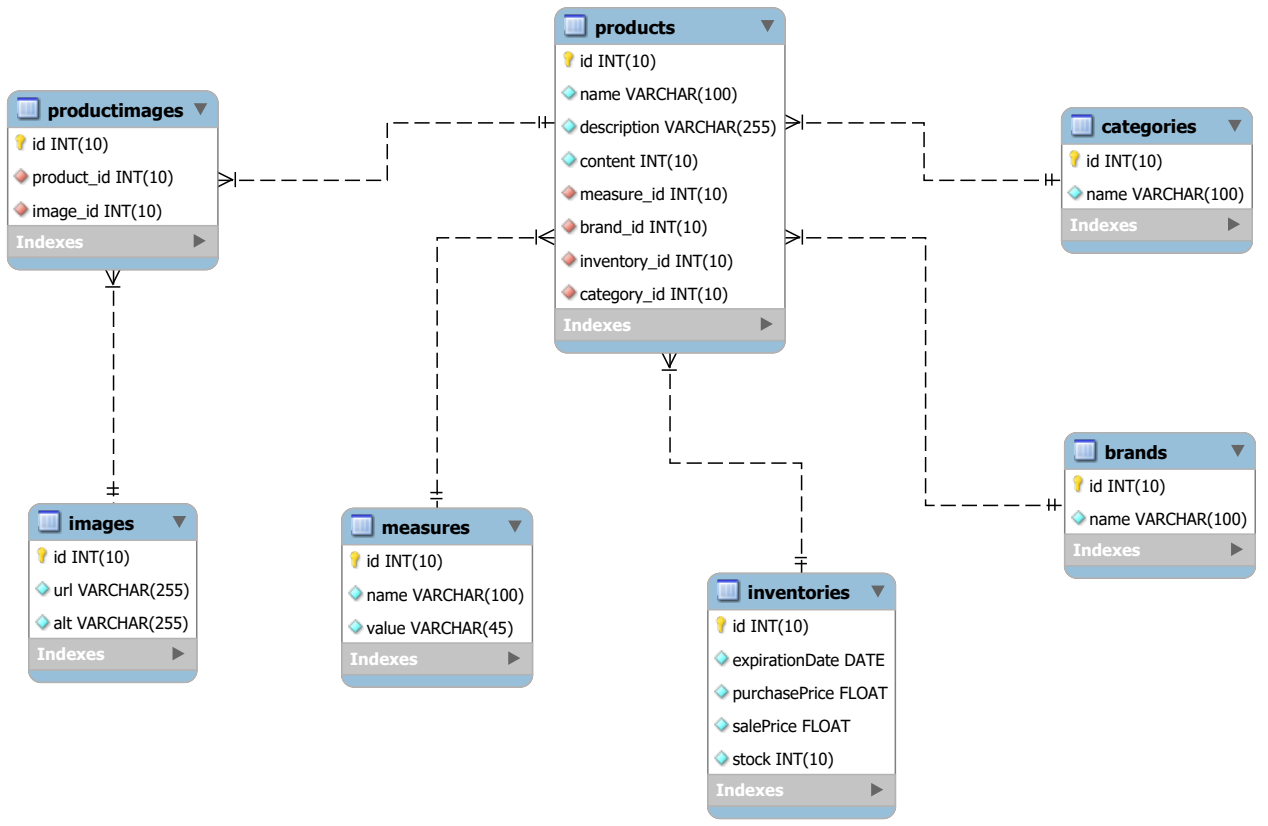 products
id INT(10)
name VARCHAR(100)
description VARCHAR(255)
content INT(10)
measure_id INT(10)
brand_id INT(10)
inventory_id INT(10)
category_id INT(10)
Indexes
productimages
id INT(10)
product_id INT(10)
image_id INT(10)
Indexes
categories
id INT(10)
name VARCHAR(100)
Indexes
brands
id INT(10)
name VARCHAR(100)
Indexes
images
id INT(10)
url VARCHAR(255)
alt VARCHAR(255)
Indexes
measures
id INT(10)
name VARCHAR(100)
value VARCHAR(45)
Indexes
inventories
id INT(10)
expirationDate DATE
purchasePrice FLOAT
salePrice FLOAT
stock INT(10)
Indexes